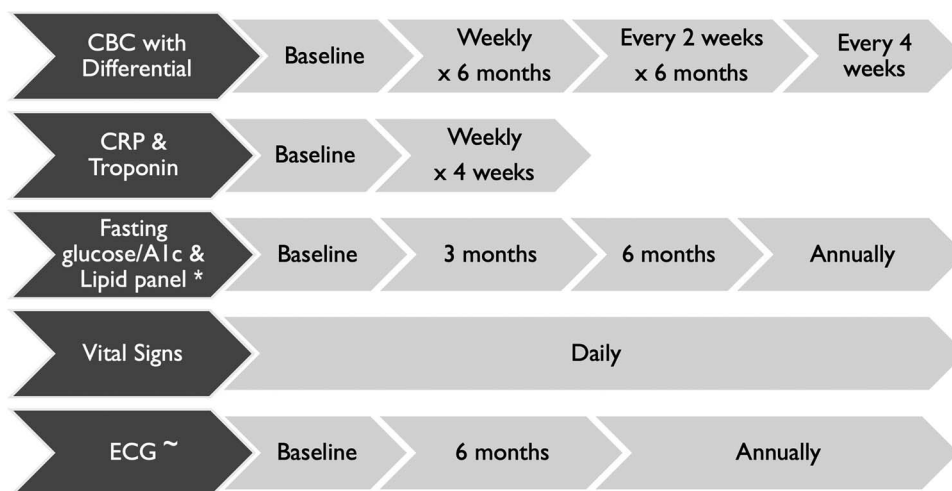 CBC with
Differential
Baseline
Weekly
x 6 months
Every 2 weeks
x 6 months
Every 4
weeks
CRP &
Troponin
Baseline
Weekly
x 4 weeks
Fasting
glucose/A1c &
Lipid panel *
Baseline
3 months
6 months
Annually
Vital Signs
Daily
ECG ~
Baseline
6 months
Annually